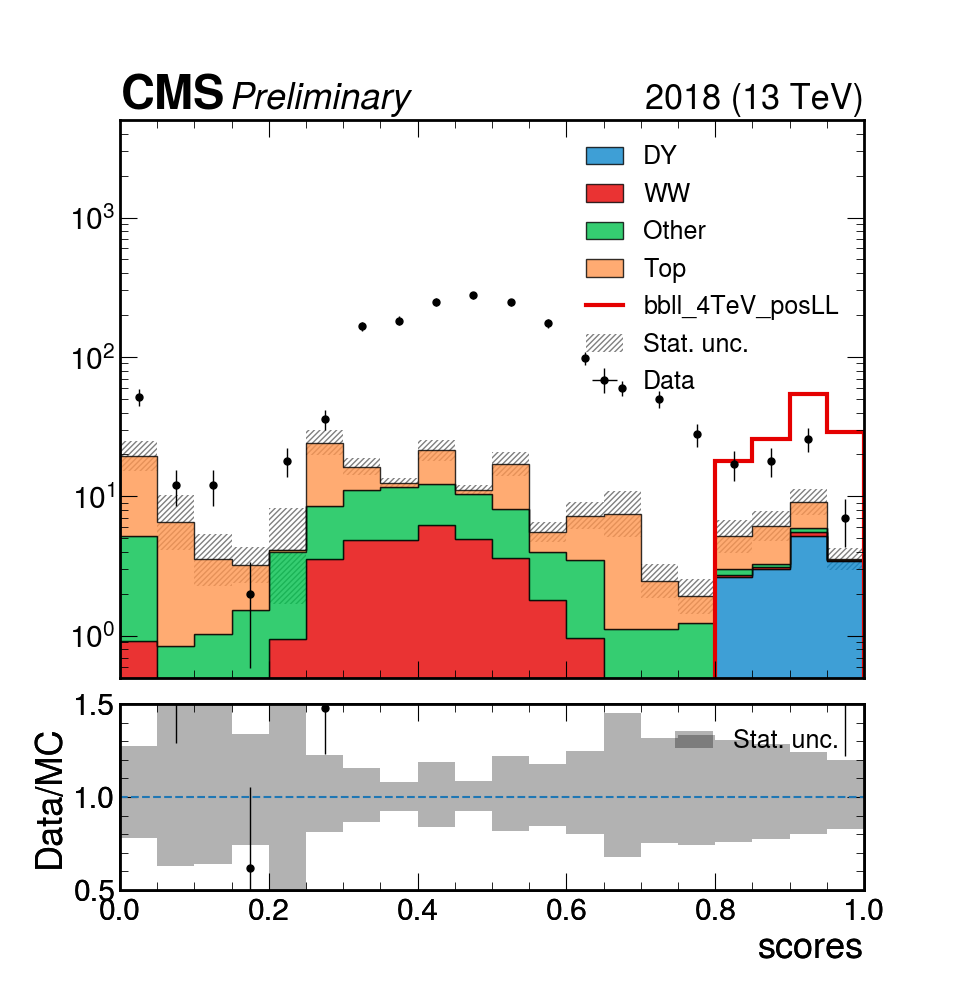 CMS Preliminary 2018 (13 TeV)
DY
WW
Other
Top
bbll_4TeV_posLL
Stat. unc.
Data
10³
10²
10¹
10⁰
Stat. unc.
Data/MC
1.5
1.0
0.5
0.0 0.2 0.4 0.6 0.8 1.0
scores